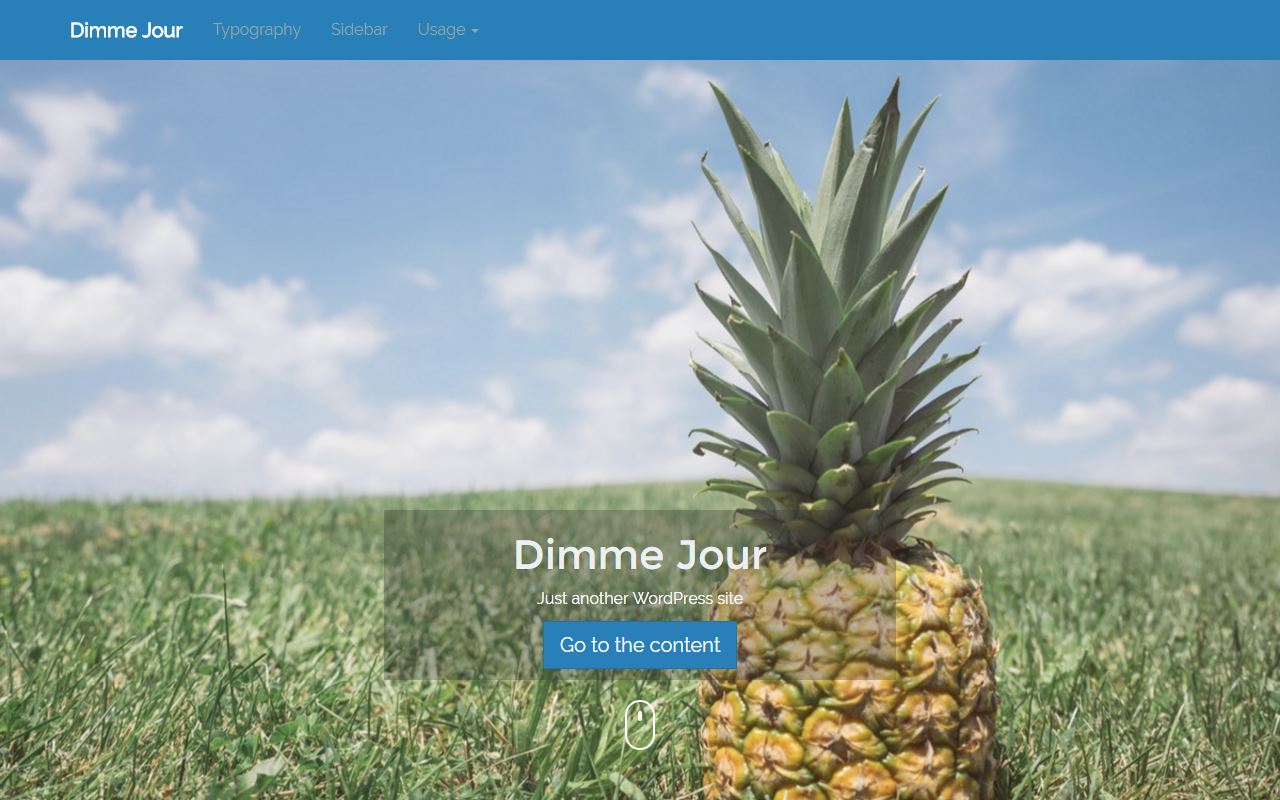 Dimme Jour Typography Sidebar Usage
Dimme Jour
Just another WordPress site
Go to the content